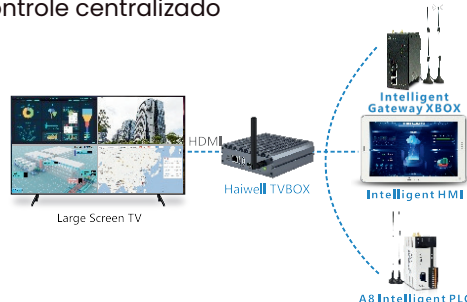 ontrole centralizado
Intelligent
Gateway XBOX
HDMI
Haiwell TVBOX
Intelligent HMI
Large Screen TV
A8 Intelligent PLC